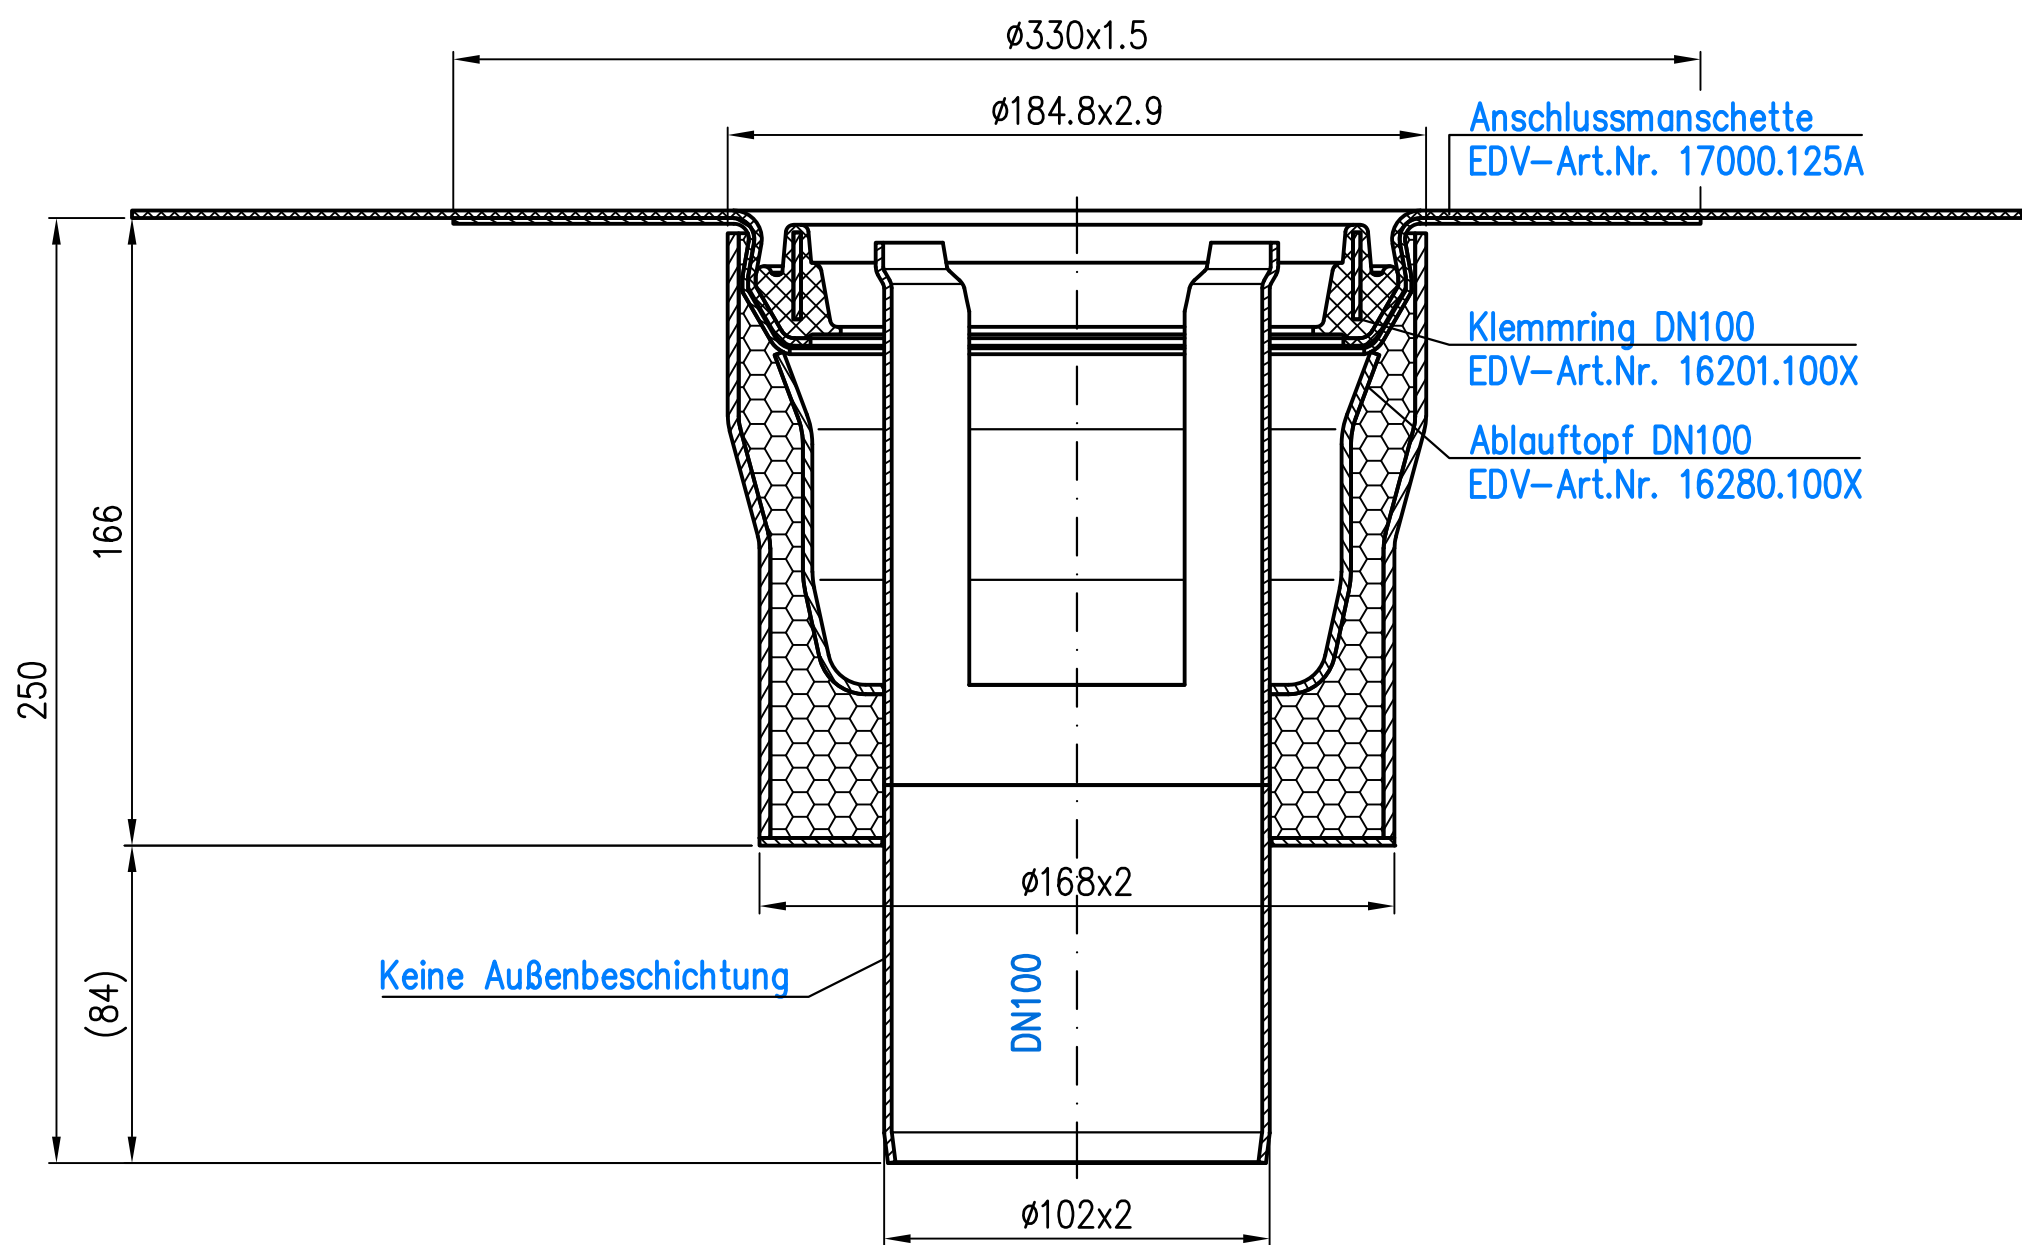 ø330x1.5
ø184.8x2.9
Anschlussmanschette
EDV-Art.Nr. 17000.125A
Klemmring DN100
EDV-Art.Nr. 16201.100X
Ablauftopf DN100
EDV-Art.Nr. 16280.100X
166
250
ø168x2
Keine Außenbeschichtung
(84)
DN100
ø102x2